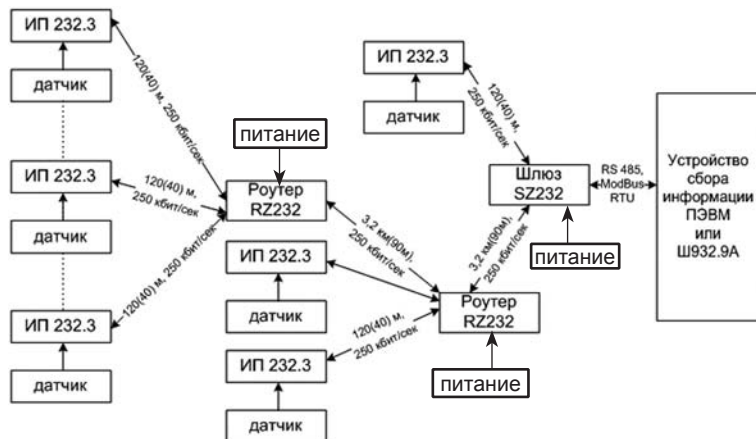 ИП 232.3
датчик
120(40) м, 250 кбит/сек
ИП 232.3
датчик
120(40) м,
250 кбит/сек
ИП 232.3
датчик
120(40) м, 250 кбит/сек
питание
Роутер
RZ232
3,2 км(90м),
250 кбит/сек
ИП 232.3
датчик
ИП 232.3
датчик
120(40) м,
250 кбит/сек
Роутер
RZ232
питание
3,2 км(90м),
250 кбит/сек
ИП 232.3
датчик
120(40) м,
250 кбит/сек
Шлюз
SZ232
питание
RS 485,
ModBus
RTU
Устройство
сбора
информации
ПЭВМ
или
Ш932.9А